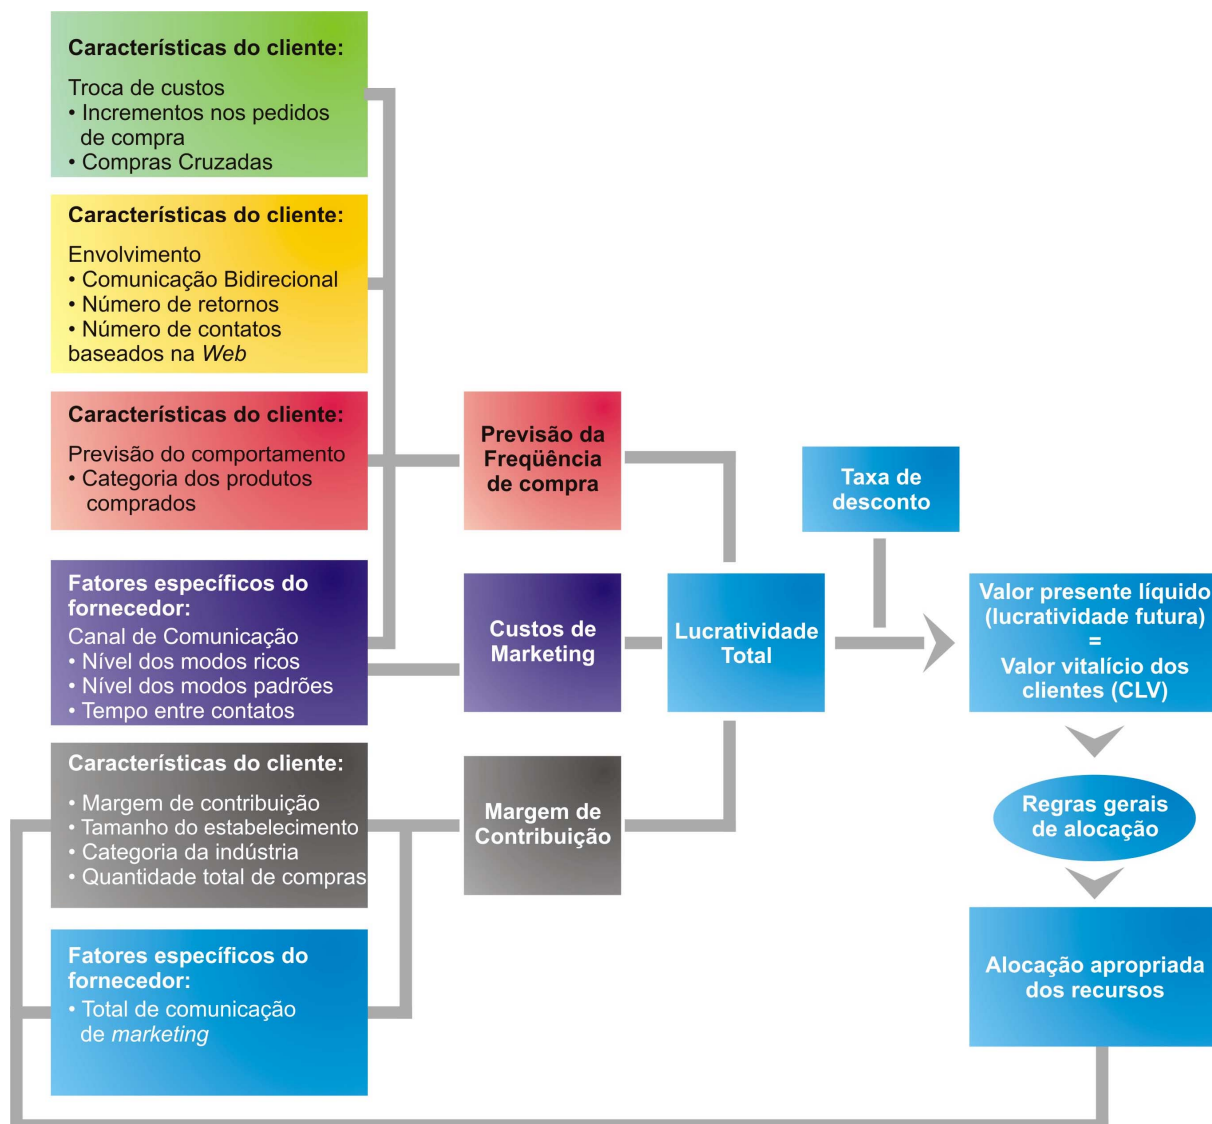 Características do cliente:
Troca de custos
• Incrementos nos pedidos
de compra
• Compras Cruzadas
Características do cliente:
Envolvimento
• Comunicação Bidirecional
• Número de retornos
• Número de contatos
baseados na Web
Características do cliente:
Previsão do comportamento
• Categoria dos produtos
comprados
Fatores específicos do
fornecedor:
Canal de Comunicação
• Nível dos modos ricos
• Nível dos modos padrões
• Tempo entre contatos
Características do cliente:
• Margem de contribuição
• Tamanho do estabelecimento
• Categoria da indústria
• Quantidade total de compras
Fatores específicos do
fornecedor:
• Total de comunicação
de marketing
Previsão da
Freqüência
de compra
Custos de
Marketing
Margem de
Contribuição
Lucratividade
Total
Taxa de
desconto
Valor presente líquido
(lucratividade futura)
=
Valor vitalício dos
clientes (CLV)
Regras gerais
de alocação
Alocação apropriada
dos recursos